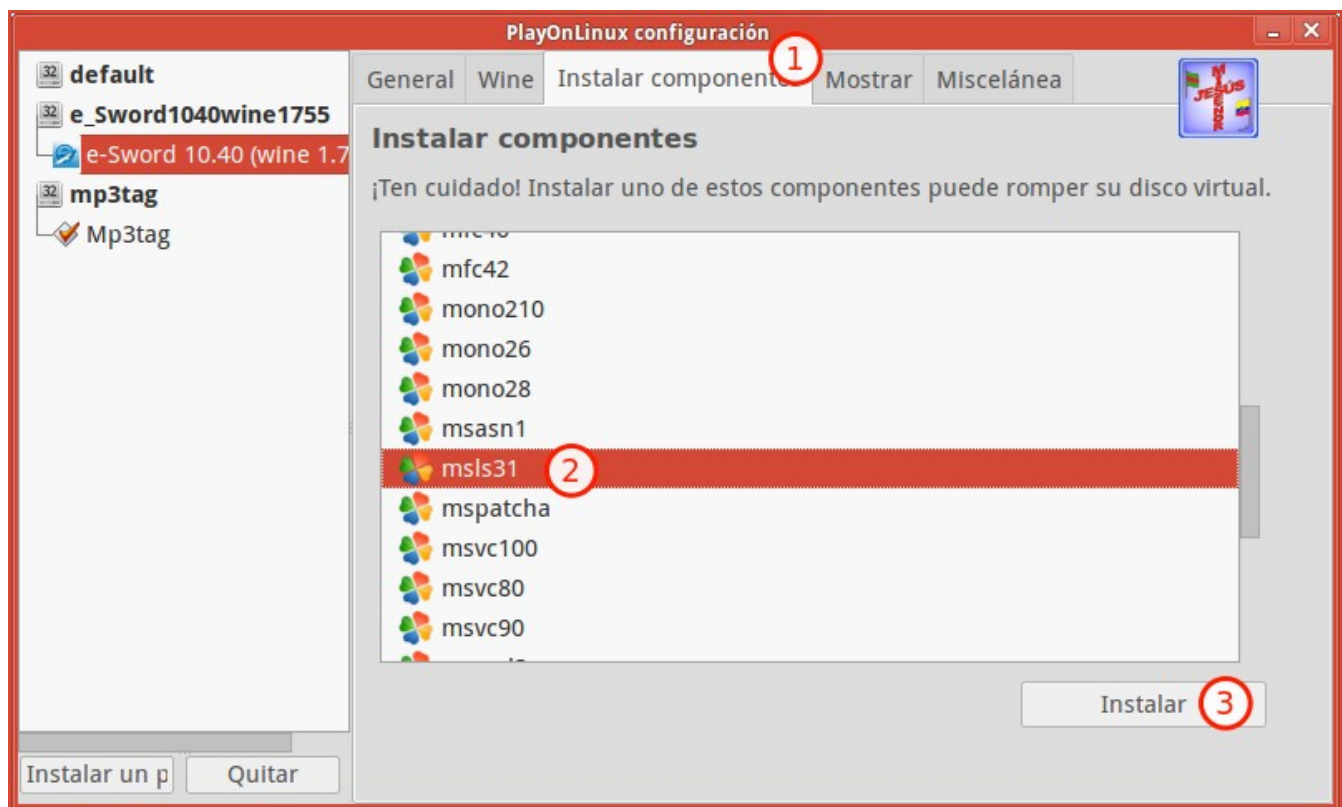 PlayOnLinux configuración
default
e_Sword1040wine1755
e-Sword 10.40 (wine 1.7
mp3tag
Mp3tag
Instalar un p
Quitar
General
Wine
Instalar component
1
Mostrar
Miscelánea
JESÚS
Instalar componentes
¡Ten cuidado! Instalar uno de estos componentes puede romper su disco virtual.
mfc42
mono210
mono26
mono28
msasn1
msls31 2
mspatcha
msvc100
msvc80
msvc90
Instalar 3